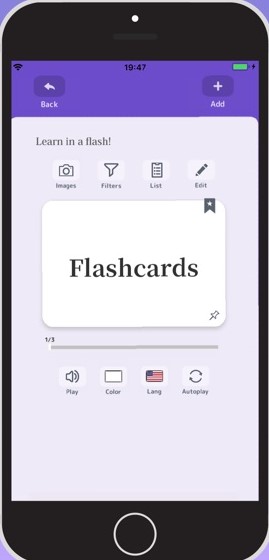 19:47
Back Add
Learn in a flash!
Images Filters List Edit
Flashcards
1/3
Play Color Lang Autoplay